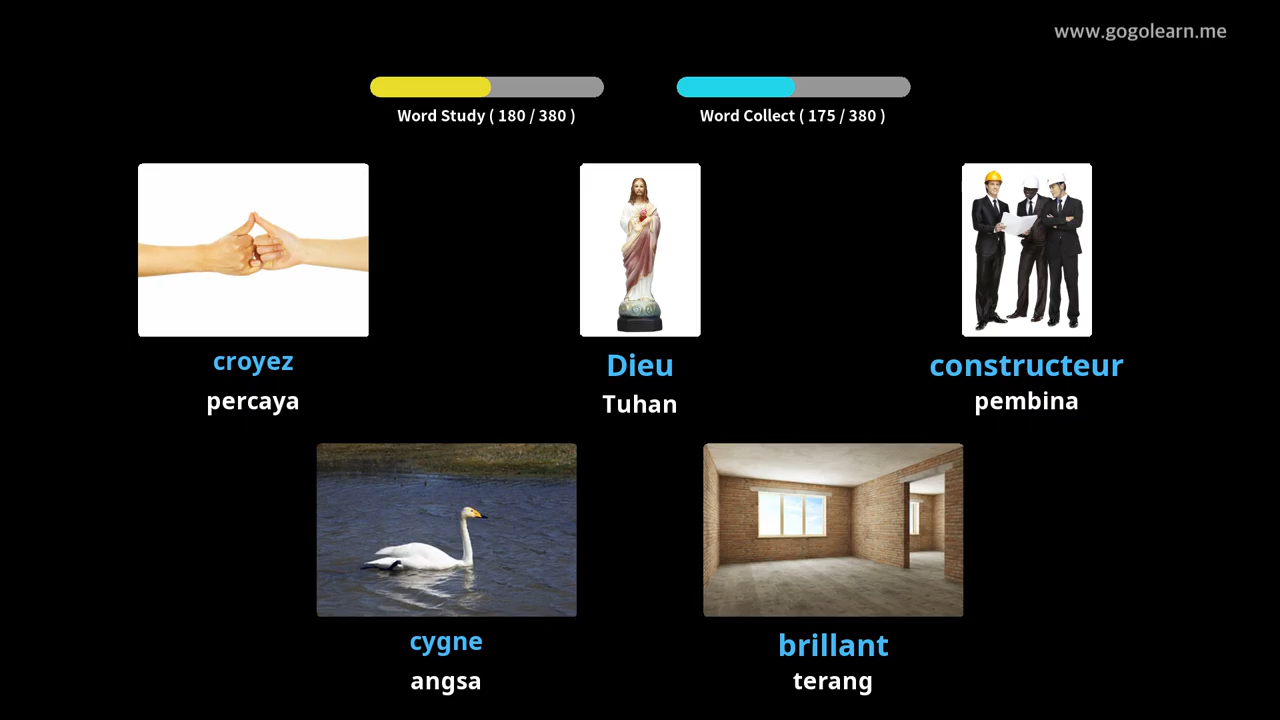 www.gogolearn.me
Word Study ( 180 / 380 )
Word Collect ( 175 / 380 )
croyez
percaya
Dieu
Tuhan
constructeur
pembina
cygne
angsa
brillant
terang